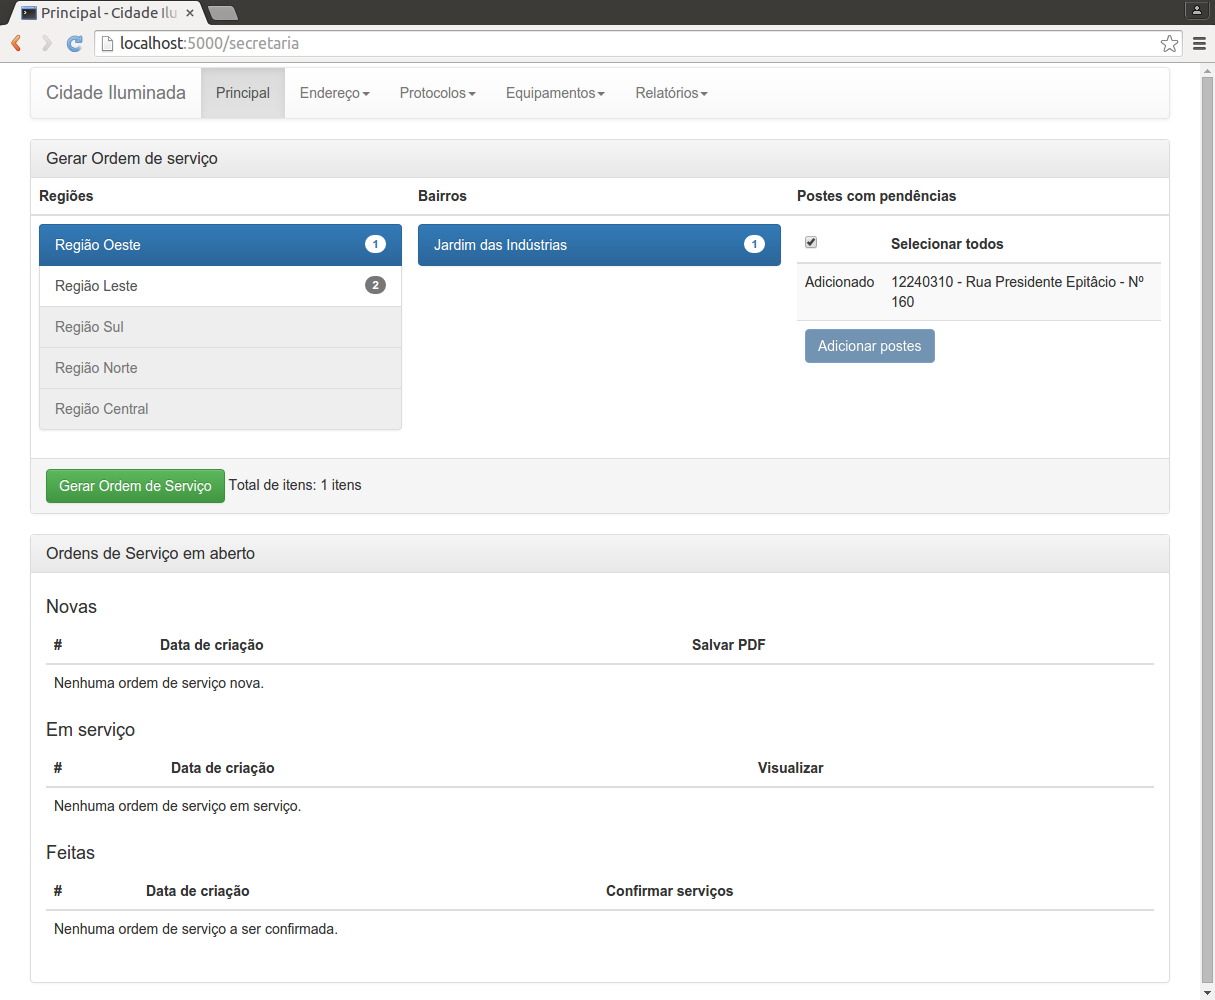 Principal - Cidade Ilu
localhost:5000/secretaria
Cidade Iluminada Principal Endereço Protocolos Equipamentos Relatórios
Gerar Ordem de serviço
Regiões Bairros Postes com pendências
Região Oeste 1 Jardim das Indústrias 1 Selecionar todos
Região Leste 2 Adicionado 12240310 - Rua Presidente Epitâcio - Nº
160
Região Sul
Adicionar postes
Região Norte
Região Central
Gerar Ordem de Serviço Total de itens: 1 itens
Ordens de Serviço em aberto
Novas
# Data de criação Salvar PDF
Nenhuma ordem de serviço nova.
Em serviço
# Data de criação Visualizar
Nenhuma ordem de serviço em serviço.
Feitas
# Data de criação Confirmar serviços
Nenhuma ordem de serviço a ser confirmada.